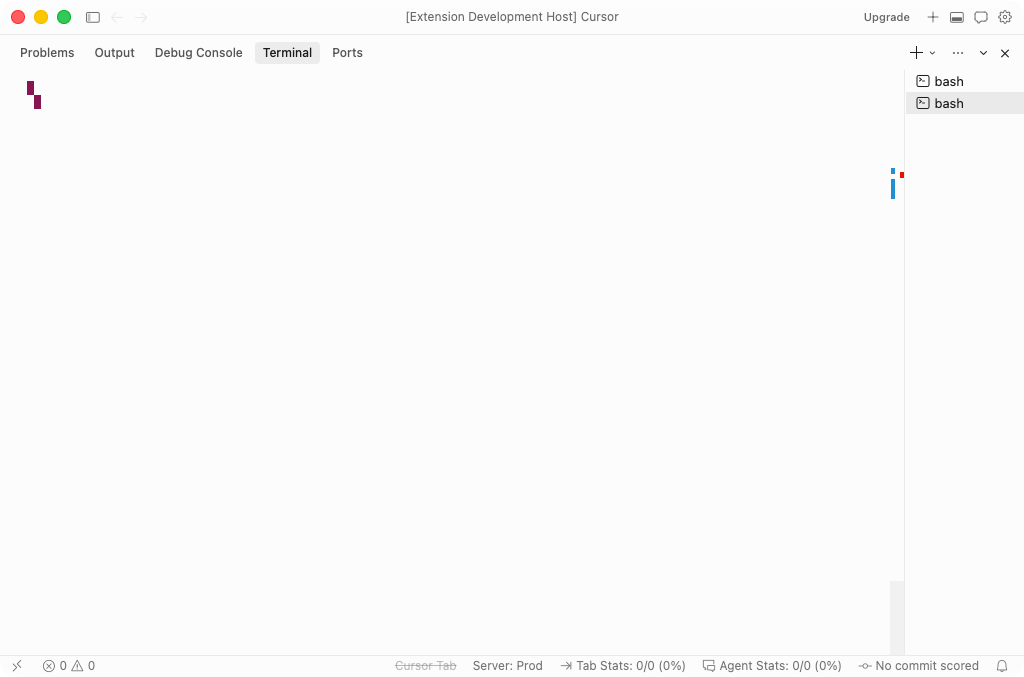 [Extension Development Host] Cursor
Upgrade
Problems
Output
Debug Console
Terminal
Ports
bash
bash
0
0
Cursor Tab
Server: Prod
Tab Stats: 0/0 (0%)
Agent Stats: 0/0 (0%)
No commit scored